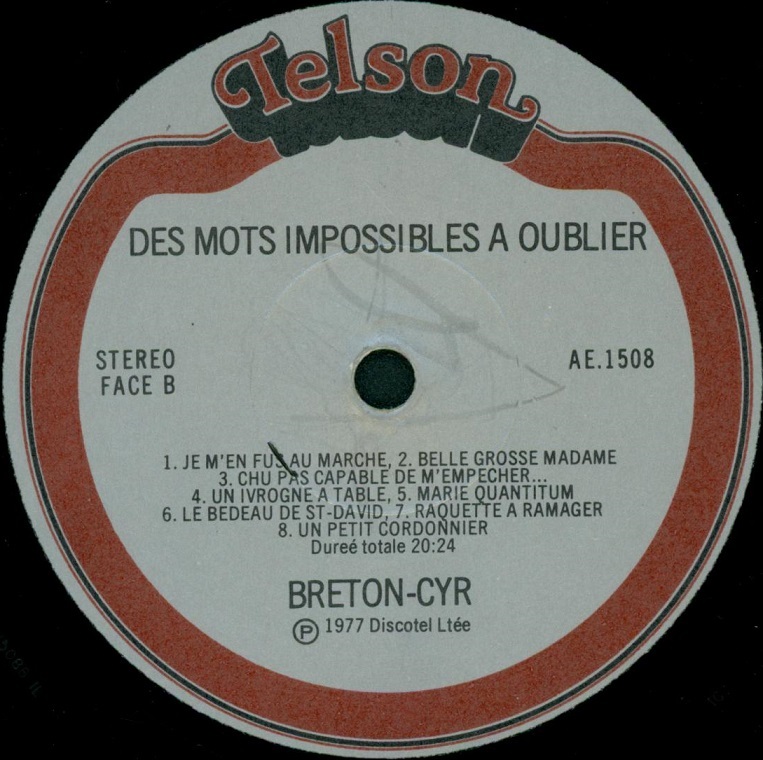 Telson
DES MOTS IMPOSSIBLES A OUBLIER
STEREO
FACE B
AE.1508
1. JE M'EN FUS AU MARCHE, 2. BELLE GROSSE MADAME
3. CHU PAS CAPABLE DE M'EMPECHER...
4. UN IVROGNE A TABLE, 5. MARIE QUANTITUM
6. LE BEDEAU DE ST-DAVID, 7. RAQUETTE A RAMAGER
8. UN PETIT CORDONNIER
Dureé totale 20:24
BRETON-CYR
Ⓟ 1977 Discotel Ltée